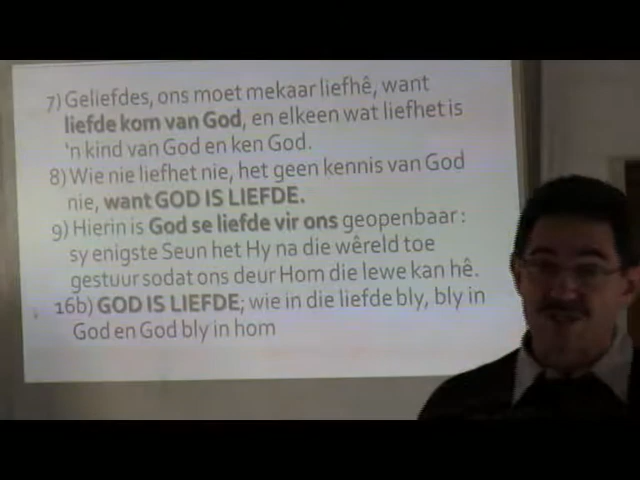 7) Geliefdes, ons moet mekaar liefhê, want
liefde kom van God, en elkeen wat liefhet is
'n kind van God en ken God.
8) Wie nie liefhet nie, het geen kennis van God
nie, want GOD IS LIEFDE.
9) Hierin is God se liefde vir ons geopenbaar :
sy enigste Seun het Hy na die wêreld toe
gestuur sodat ons deur Hom die lewe kan hê.
16b) GOD IS LIEFDE; wie in die liefde bly, bly in
God en God bly in hom